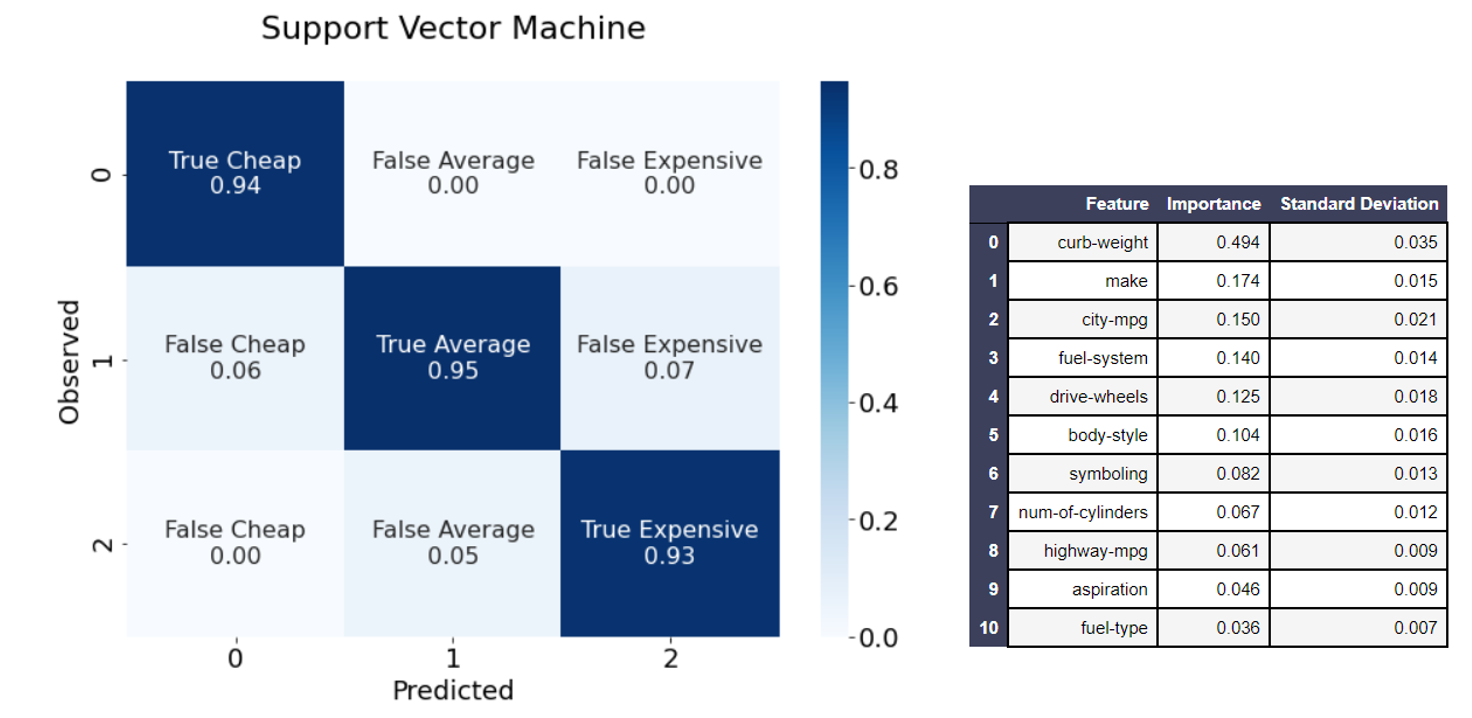 Support Vector Machine
True Cheap
0.94
False Average
0.00
False Expensive
0.00
False Cheap
0.06
True Average
0.95
False Expensive
0.07
False Cheap
0.00
False Average
0.05
True Expensive
0.93
0
1
2
Observed
0
1
2
Predicted
0.8
0.6
0.4
0.2
0.0
Feature Importance Standard Deviation
0 curb-weight 0.494 0.035
1 make 0.174 0.015
2 city-mpg 0.150 0.021
3 fuel-system 0.140 0.014
4 drive-wheels 0.125 0.018
5 body-style 0.104 0.016
6 symboling 0.082 0.013
7 num-of-cylinders 0.067 0.012
8 highway-mpg 0.061 0.009
9 aspiration 0.046 0.009
10 fuel-type 0.036 0.007